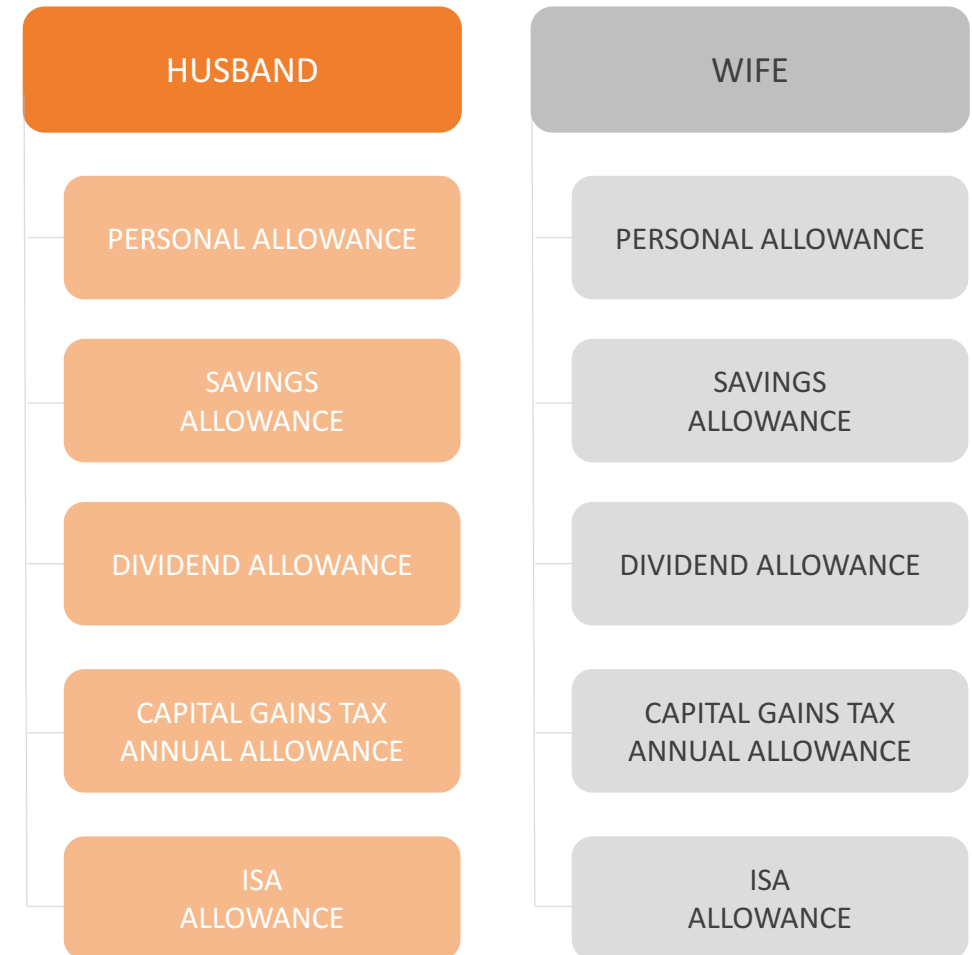 HUSBAND
PERSONAL ALLOWANCE
SAVINGS
ALLOWANCE
DIVIDEND ALLOWANCE
CAPITAL GAINS TAX
ANNUAL ALLOWANCE
ISA
ALLOWANCE
WIFE
PERSONAL ALLOWANCE
SAVINGS
ALLOWANCE
DIVIDEND ALLOWANCE
CAPITAL GAINS TAX
ANNUAL ALLOWANCE
ISA
ALLOWANCE